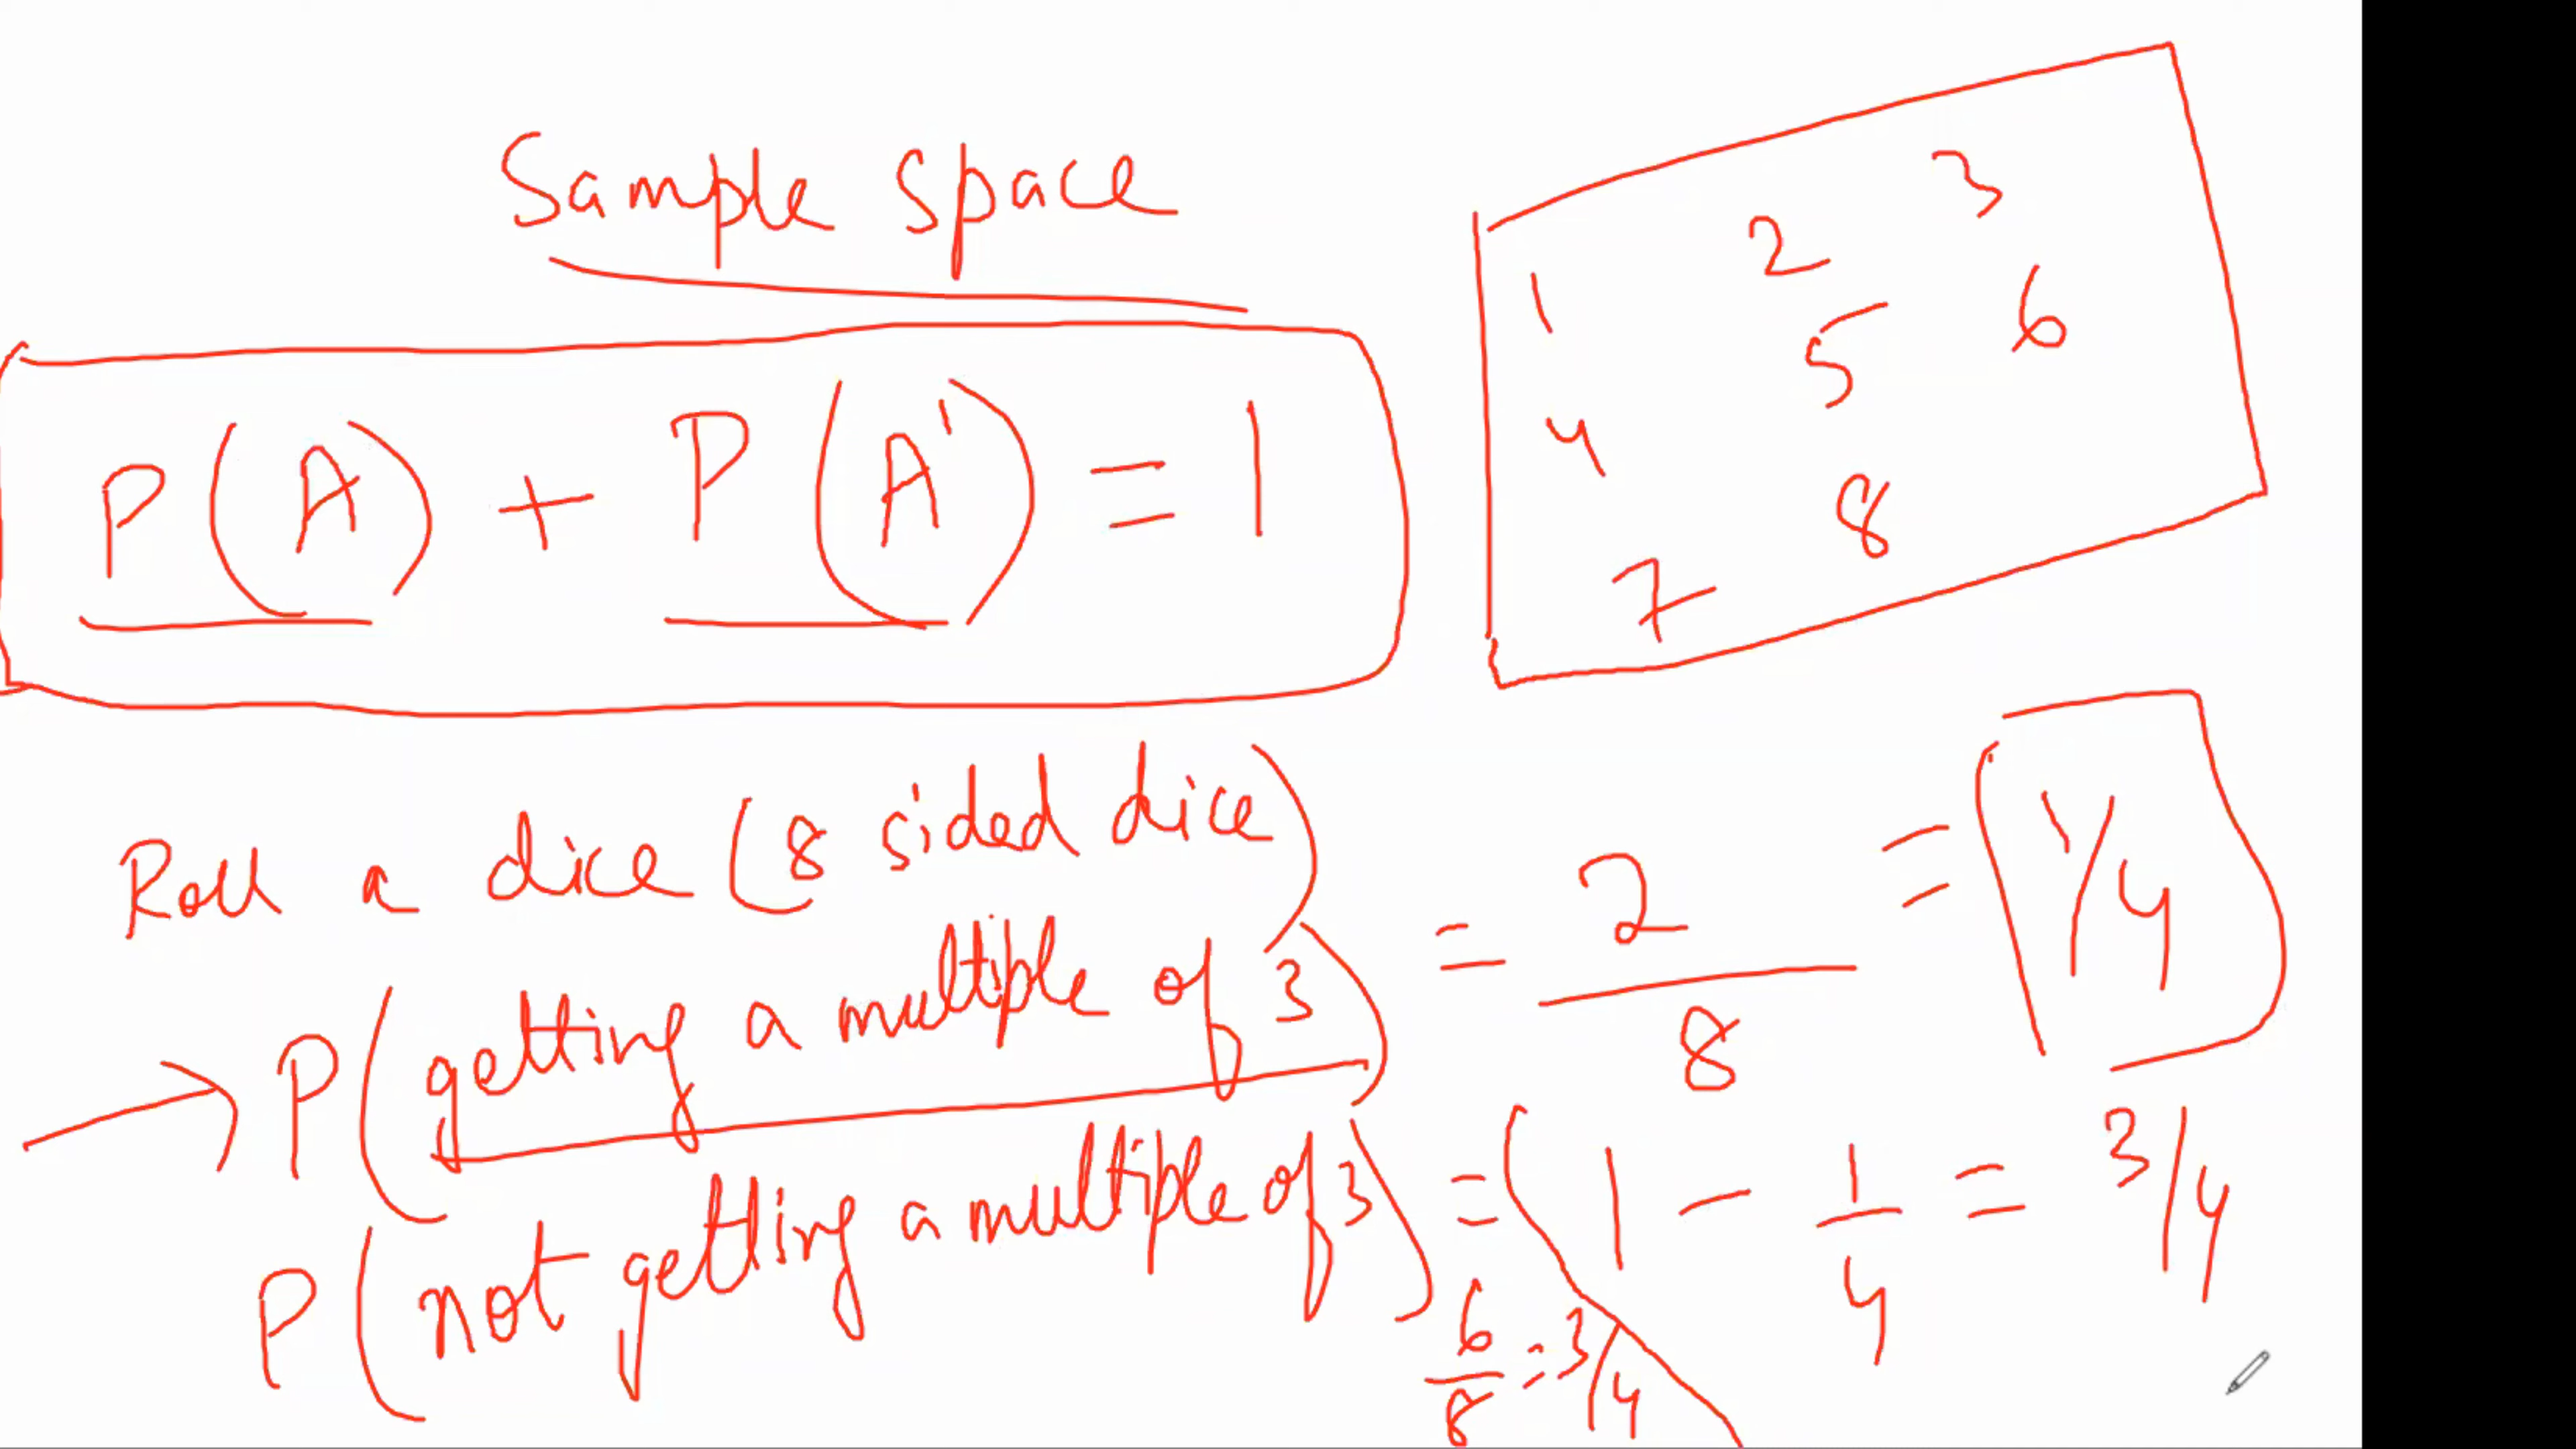 Sample Space
P(A) + P(A') = 1
1 2 3
4 5 6
7 8
Roll a dice (8 sided dice)
P(getting a multiple of 3) = 2/8 = 1/4
P(not getting a multiple of 3) = (1 - 1/4 = 3/4
6/8 = 3/4